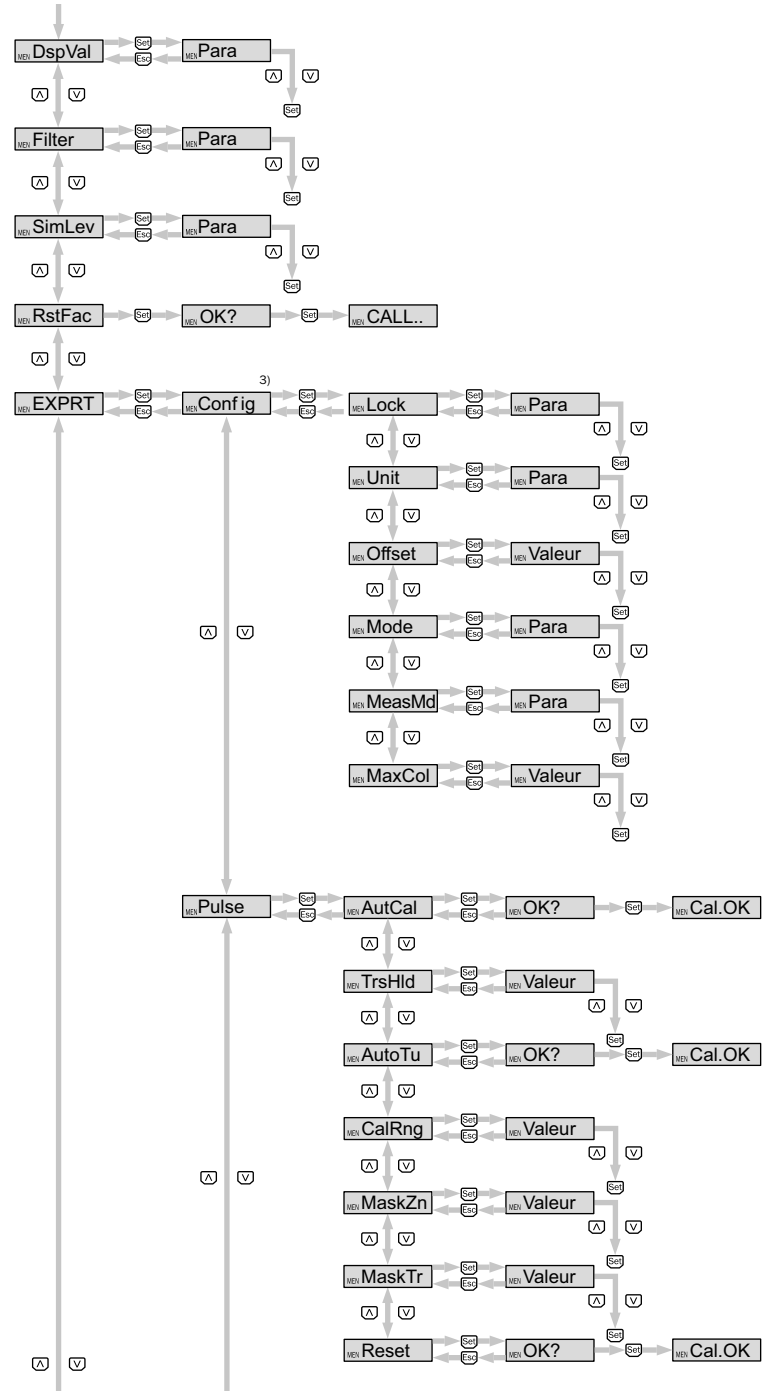 MEN DspVal Set Esc MEN Para
Set
MEN Filter Set Esc MEN Para
Set
MEN SimLev Set Esc MEN Para
Set
MEN RstFac Set MEN OK? Set MEN CALL..
3)
MEN EXPRT Set Esc MEN Config Set Esc MEN Lock Set Esc MEN Para
Set
MEN Unit Set Esc MEN Para
Set
MEN Offset Set Esc MEN Valeur
Set
MEN Mode Set Esc MEN Para
Set
MEN MeasMd Set Esc MEN Para
Set
MEN MaxCol Set Esc MEN Valeur
Set
MEN Pulse Set Esc MEN AutCal Set Esc MEN OK? Set MEN Cal.OK
MEN TrsHld Set Esc MEN Valeur
Set
MEN AutoTu Set Esc MEN OK? Set MEN Cal.OK
MEN CalRng Set Esc MEN Valeur
Set
MEN MaskZn Set Esc MEN Valeur
Set
MEN MaskTr Set Esc MEN Valeur
Set
MEN Reset Set Esc MEN OK? Set MEN Cal.OK